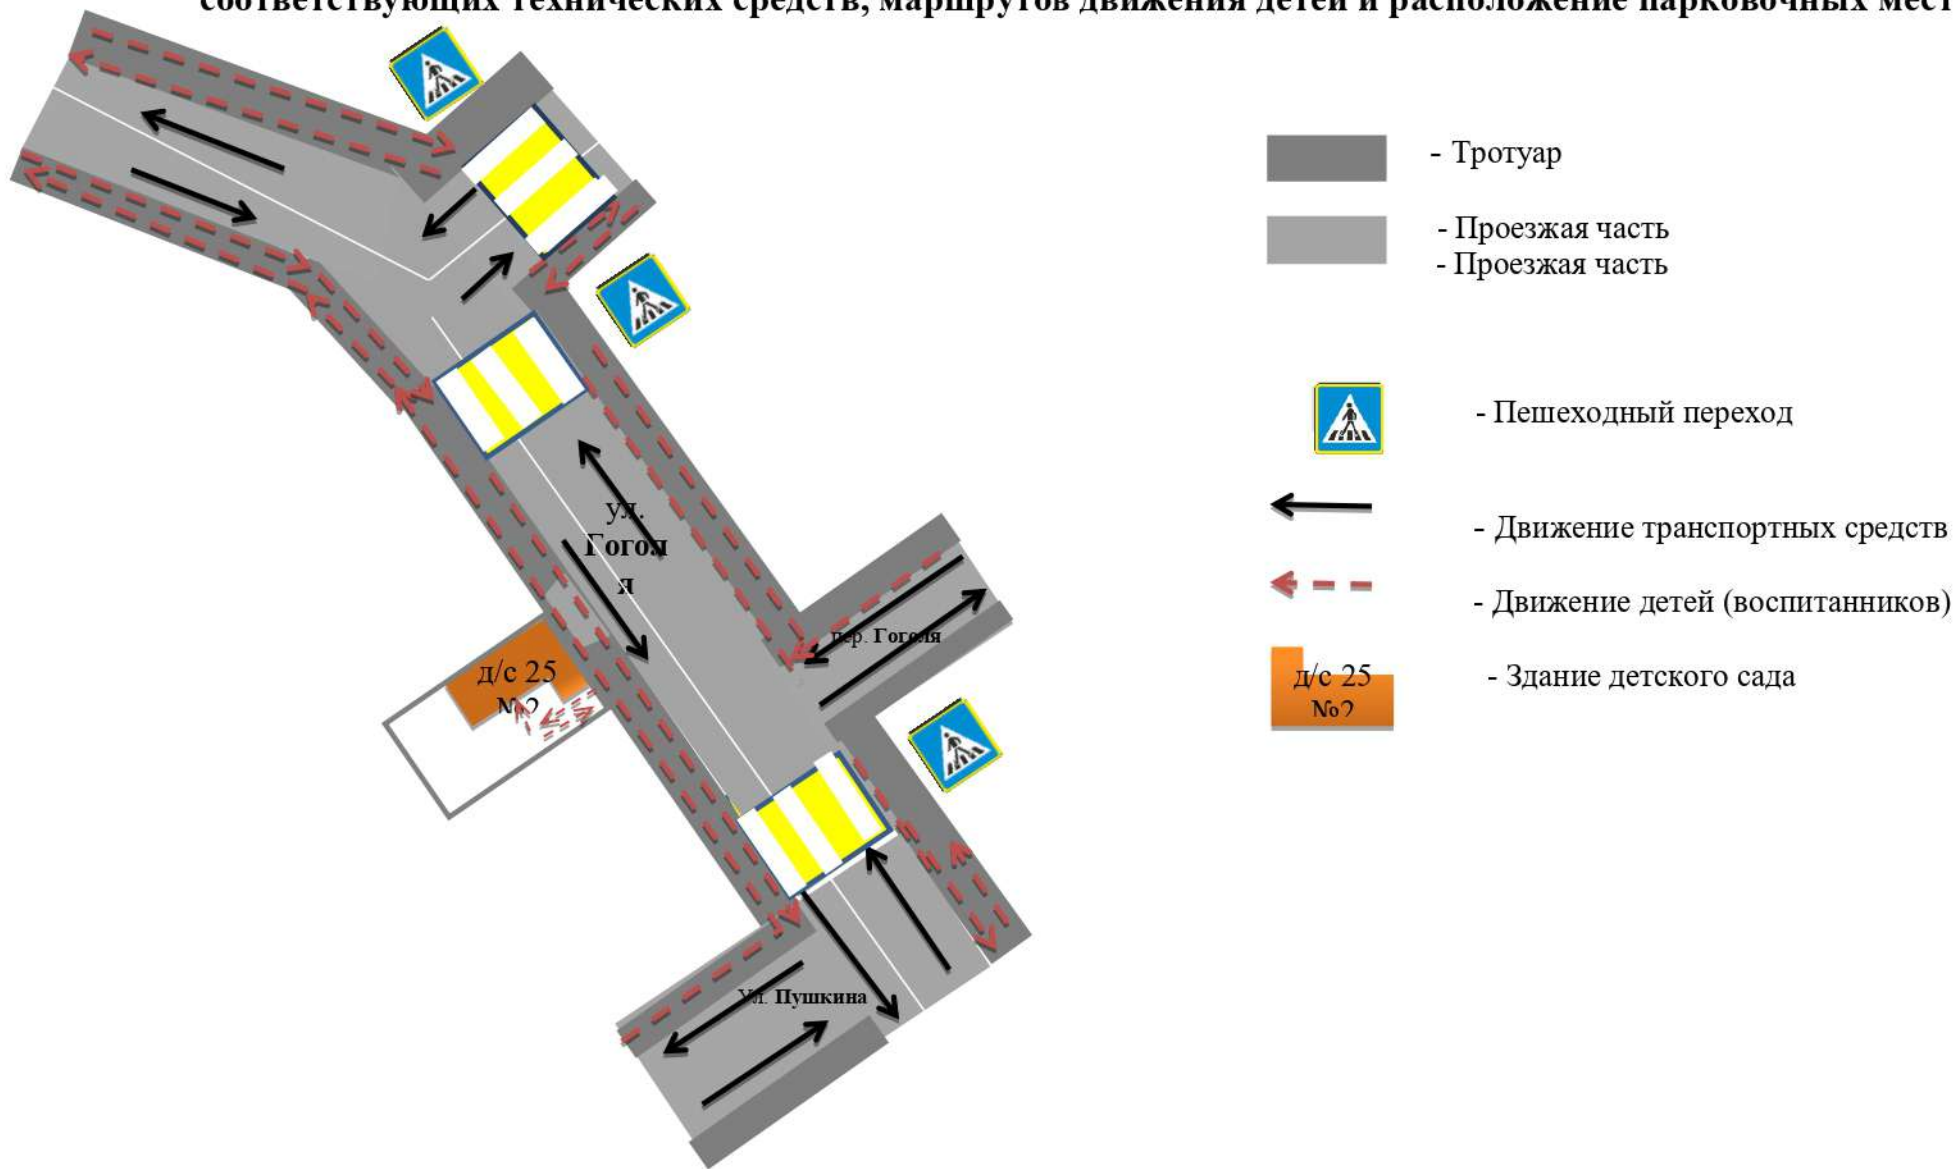 соответствующих технических средств, маршрутов движения детей и расположение парковочных мест
- Тротуар
- Проезжая часть
- Проезжая часть
- Пешеходный переход
- Движение транспортных средств
- Движение детей (воспитанников)
д/с 25
№2
- Здание детского сада
ул.
Гогол
я
пер. Гоголя
д/с 25
№2
Ул. Пушкина